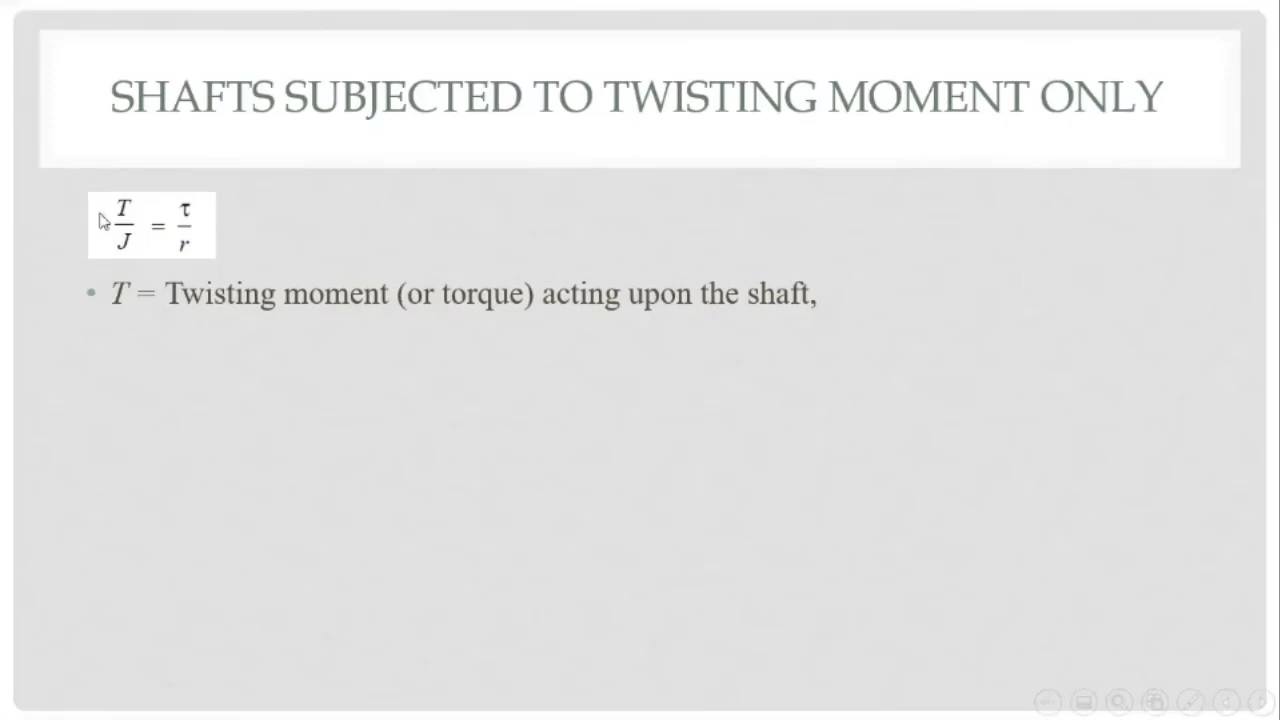 SHAFTS SUBJECTED TO TWISTING MOMENT ONLY
T/J = τ/r
• T = Twisting moment (or torque) acting upon the shaft,